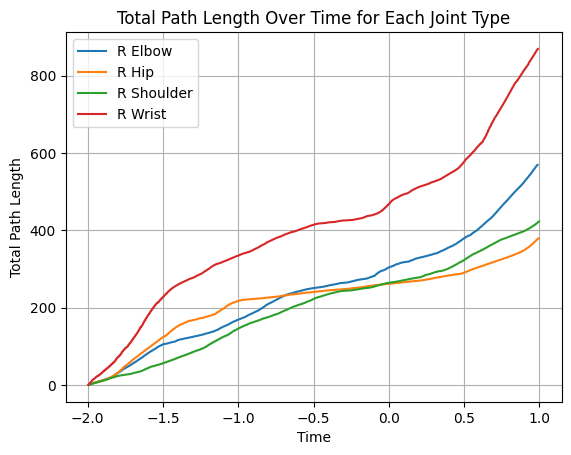 Total Path Length Over Time for Each Joint Type
R Elbow
R Hip
R Shoulder
R Wrist
Total Path Length
800
600
400
200
0
−2.0 −1.5 −1.0 −0.5 0.0 0.5 1.0
Time